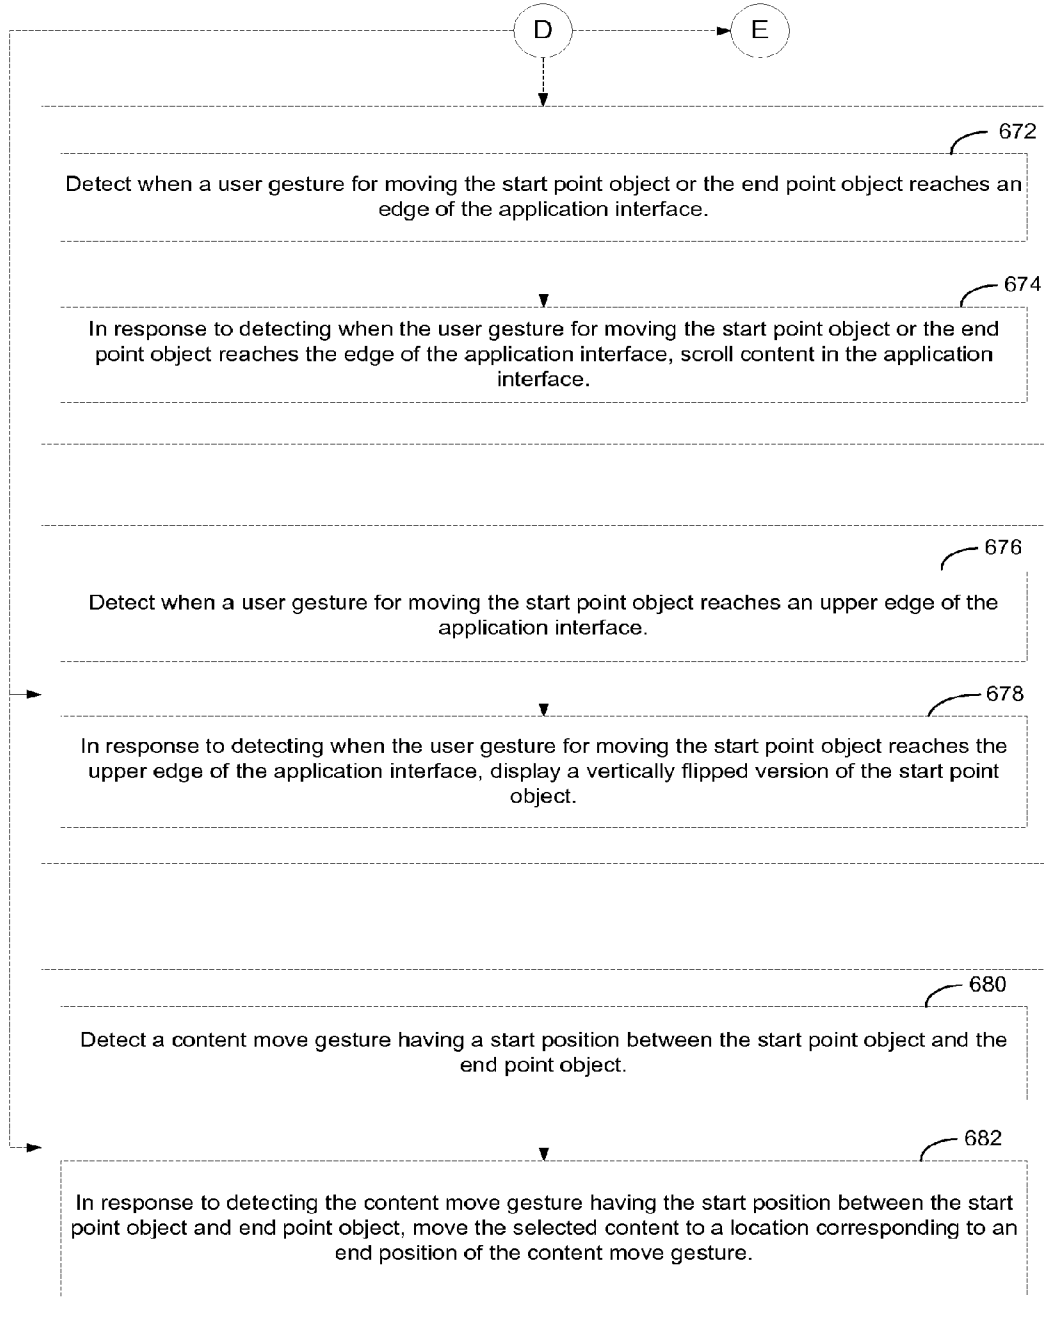 D
E
672
Detect when a user gesture for moving the start point object or the end point object reaches an
edge of the application interface.
674
In response to detecting when the user gesture for moving the start point object or the end
point object reaches the edge of the application interface, scroll content in the application
interface.
676
Detect when a user gesture for moving the start point object reaches an upper edge of the
application interface.
678
In response to detecting when the user gesture for moving the start point object reaches the
upper edge of the application interface, display a vertically flipped version of the start point
object.
680
Detect a content move gesture having a start position between the start point object and the
end point object.
682
In response to detecting the content move gesture having the start position between the start
point object and end point object, move the selected content to a location corresponding to an
end position of the content move gesture.